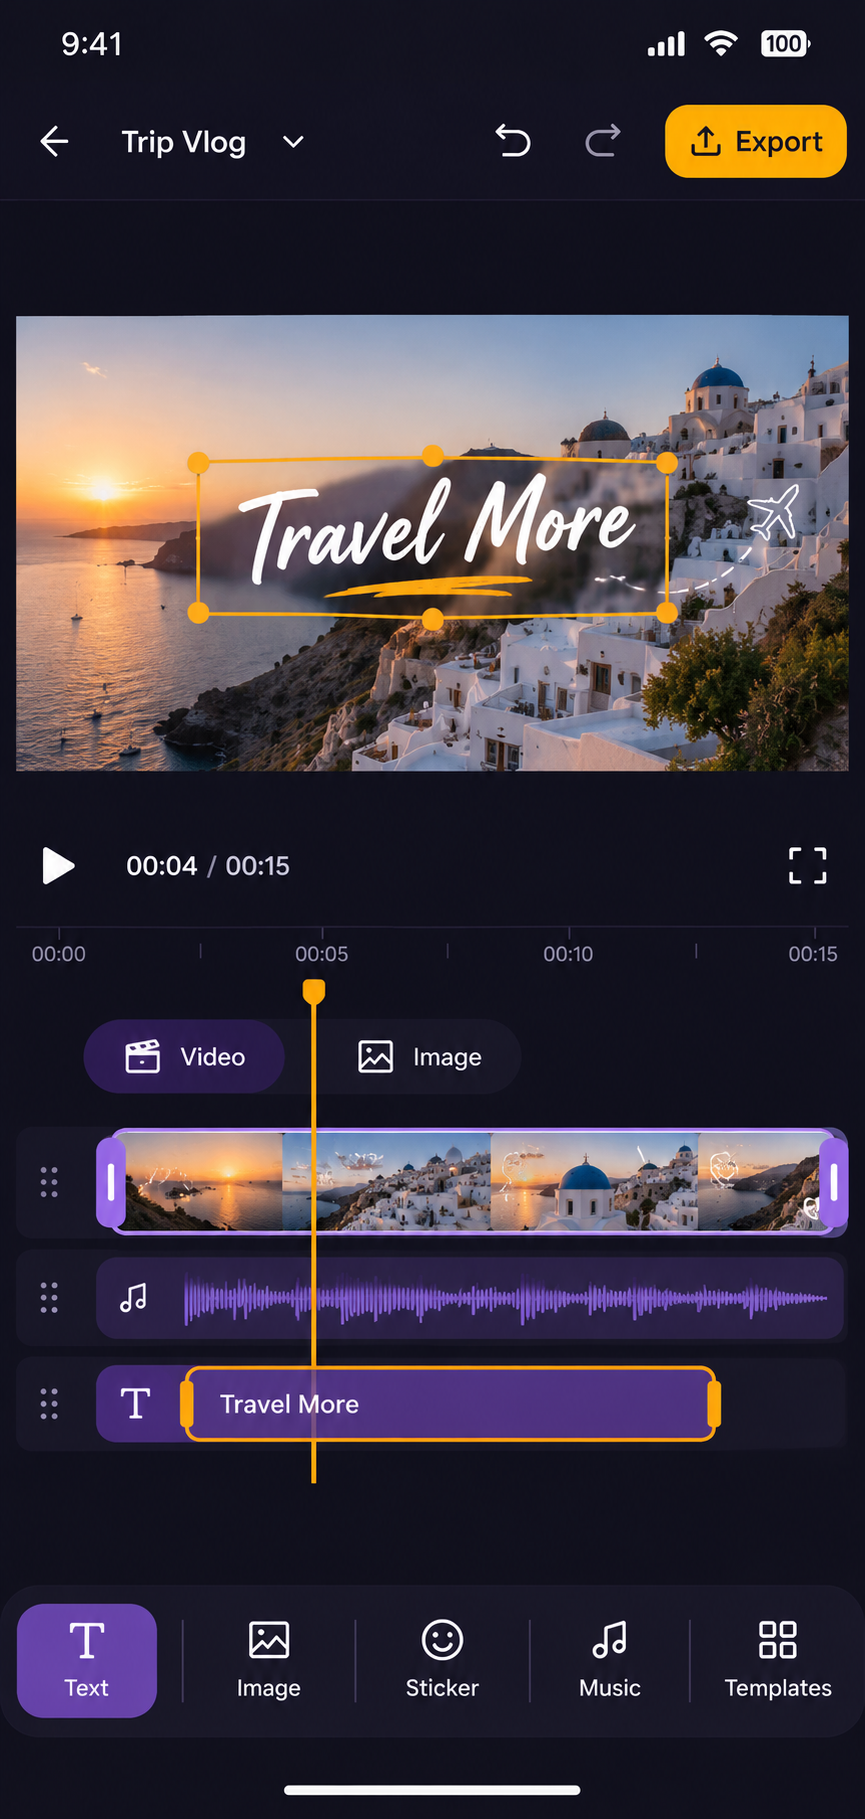 9:41
100
Trip Vlog
Export
Travel More
00:04 / 00:15
00:00 00:05 00:10 00:15
Video Image
Travel More
Text Image Sticker Music Templates